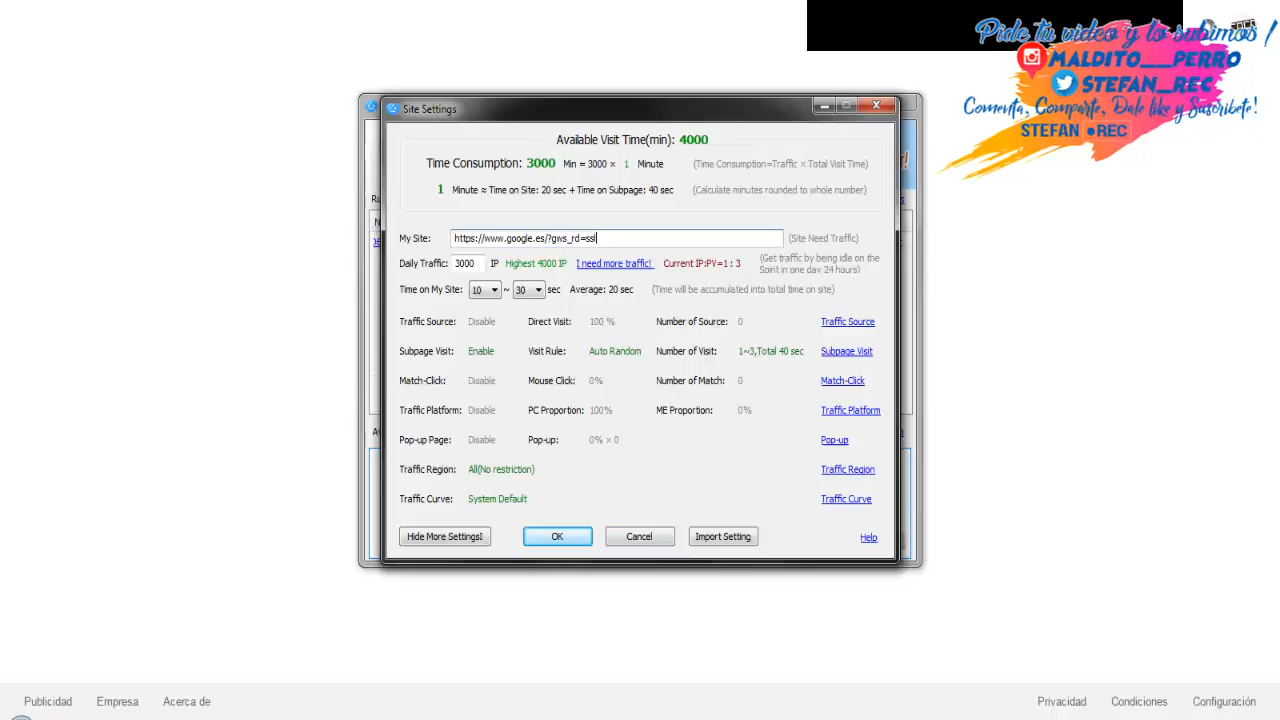 Pide tu video y lo subimos !
MALDITO__PERRO
STEFAN_REC
Comenta, Comparte, Dale like y Suscribete!
STEFAN ●REC
Site Settings
Available Visit Time(min): 4000
Time Consumption: 3000 Min = 3000 × 1 Minute (Time Consumption=Traffic × Total Visit Time)
1 Minute ≈ Time on Site: 20 sec + Time on Subpage: 40 sec (Calculate minutes rounded to whole number)
My Site: https://www.google.es/?gws_rd=ssl (Site Need Traffic)
Daily Traffic: 3000 IP Highest 4000 IP I need more traffic! Current IP:PV=1 : 3 (Get traffic by being idle on the
Spirit in one day 24 hours)
Time on My Site: 10 ~ 30 sec Average: 20 sec (Time will be accumulated into total time on site)
Traffic Source: Disable Direct Visit: 100 % Number of Source: 0 Traffic Source
Subpage Visit: Enable Visit Rule: Auto Random Number of Visit: 1~3,Total 40 sec Subpage Visit
Match-Click: Disable Mouse Click: 0% Number of Match: 0 Match-Click
Traffic Platform: Disable PC Proportion: 100% ME Proportion: 0% Traffic Platform
Pop-up Page: Disable Pop-up: 0% × 0 Pop-up
Traffic Region: All(No restriction) Traffic Region
Traffic Curve: System Default Traffic Curve
Hide More Settings! OK Cancel Import Setting Help
Publicidad Empresa Acerca de Privacidad Condiciones Configuración